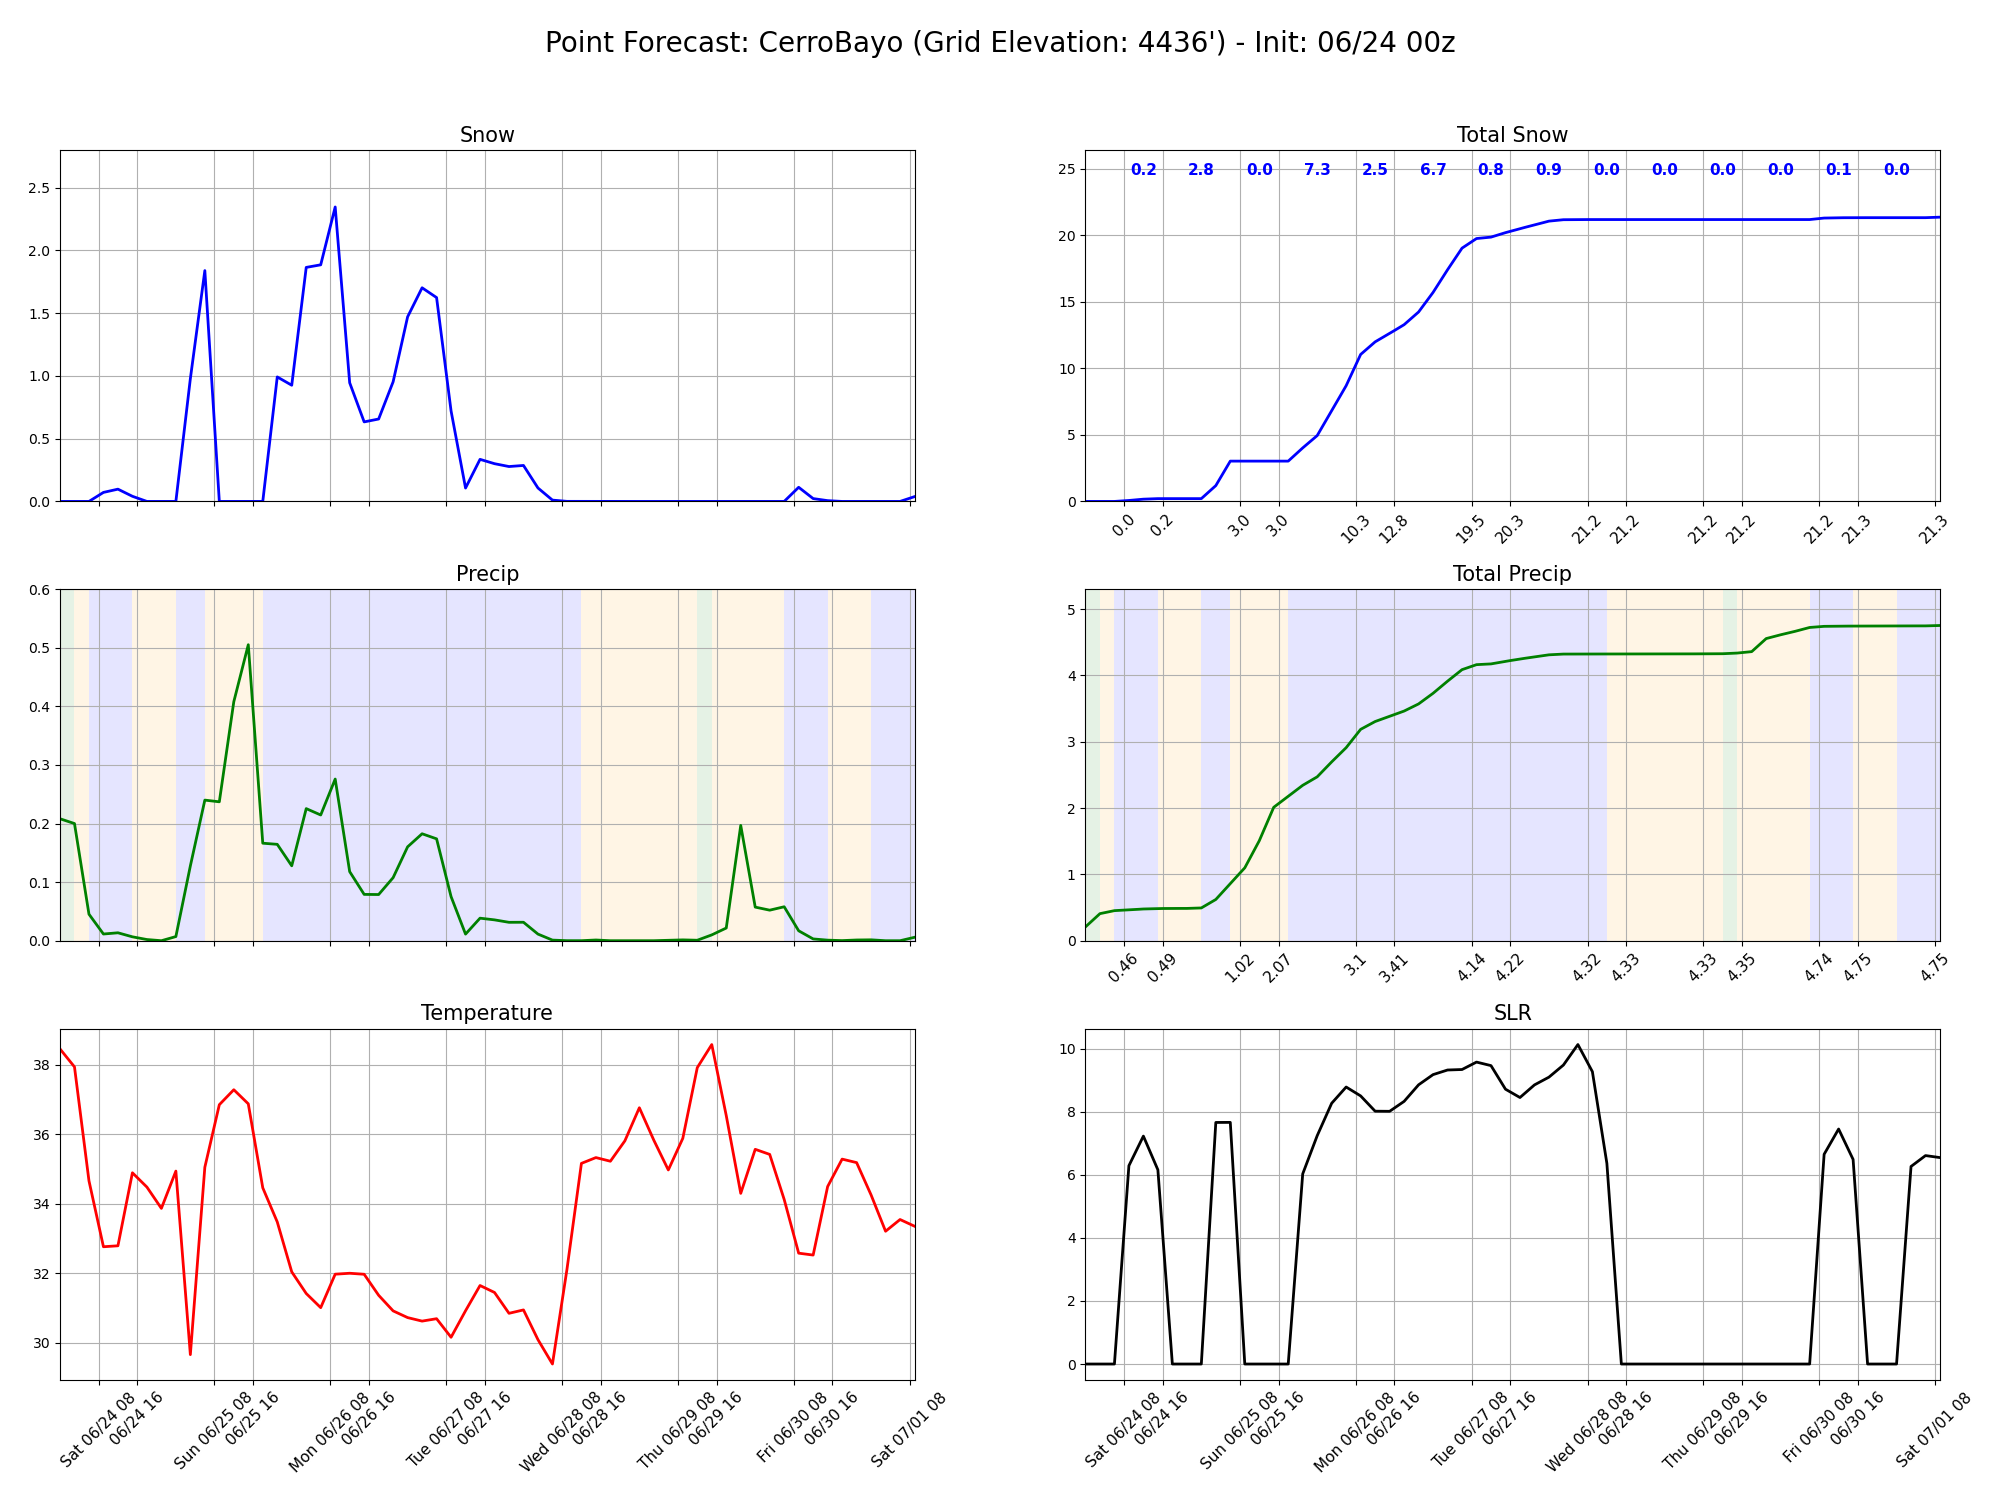 Point Forecast: CerroBayo (Grid Elevation: 4436') - Init: 06/24 00z
Snow
2.5
2.0
1.5
1.0
0.5
0.0
Total Snow
0.2 2.8 0.0 7.3 2.5 6.7 0.8 0.9 0.0 0.0 0.0 0.0 0.1 0.0
25
20
15
10
5
0
0.0 0.2 3.0 3.0 10.3 12.8 19.5 20.3 21.2 21.2 21.2 21.2 21.2 21.3 21.3
Precip
0.6
0.5
0.4
0.3
0.2
0.1
0.0
Total Precip
5
4
3
2
1
0
0.46 0.49 1.02 2.07 3.1 3.41 4.14 4.22 4.32 4.33 4.33 4.35 4.74 4.75 4.75
Temperature
38
36
34
32
30
Sat 06/24 08
06/24 16
Sun 06/25 08
06/25 16
Mon 06/26 08
06/26 16
Tue 06/27 08
06/27 16
Wed 06/28 08
06/28 16
Thu 06/29 08
06/29 16
Fri 06/30 08
06/30 16
Sat 07/01 08
SLR
10
8
6
4
2
0
Sat 06/24 08
06/24 16
Sun 06/25 08
06/25 16
Mon 06/26 08
06/26 16
Tue 06/27 08
06/27 16
Wed 06/28 08
06/28 16
Thu 06/29 08
06/29 16
Fri 06/30 08
06/30 16
Sat 07/01 08